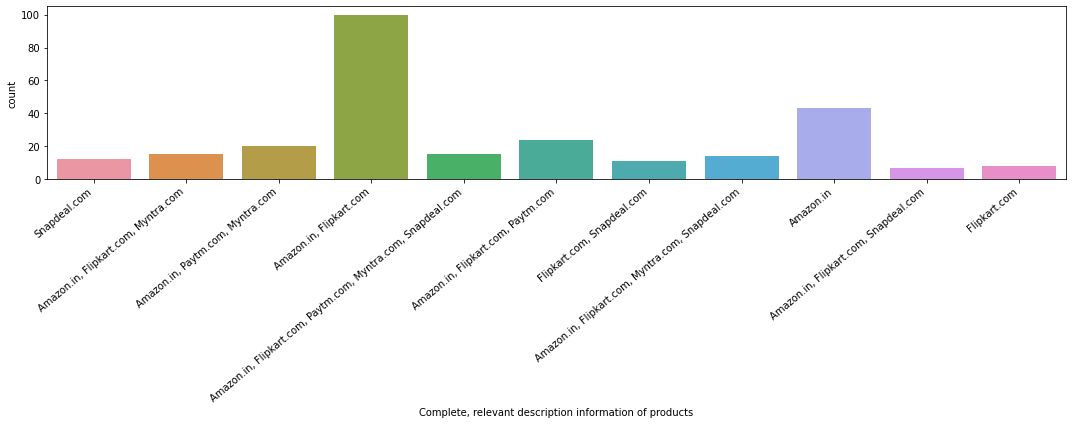 100
80
60
40
20
0
count
Snapdeal.com
Amazon.in, Flipkart.com, Myntra.com
Amazon.in, Paytm.com, Myntra.com
Amazon.in, Flipkart.com
Amazon.in, Flipkart.com, Paytm.com, Myntra.com, Snapdeal.com
Amazon.in, Flipkart.com, Paytm.com
Flipkart.com, Snapdeal.com
Amazon.in, Flipkart.com, Myntra.com, Snapdeal.com
Amazon.in
Amazon.in, Flipkart.com, Snapdeal.com
Flipkart.com
Complete, relevant description information of products